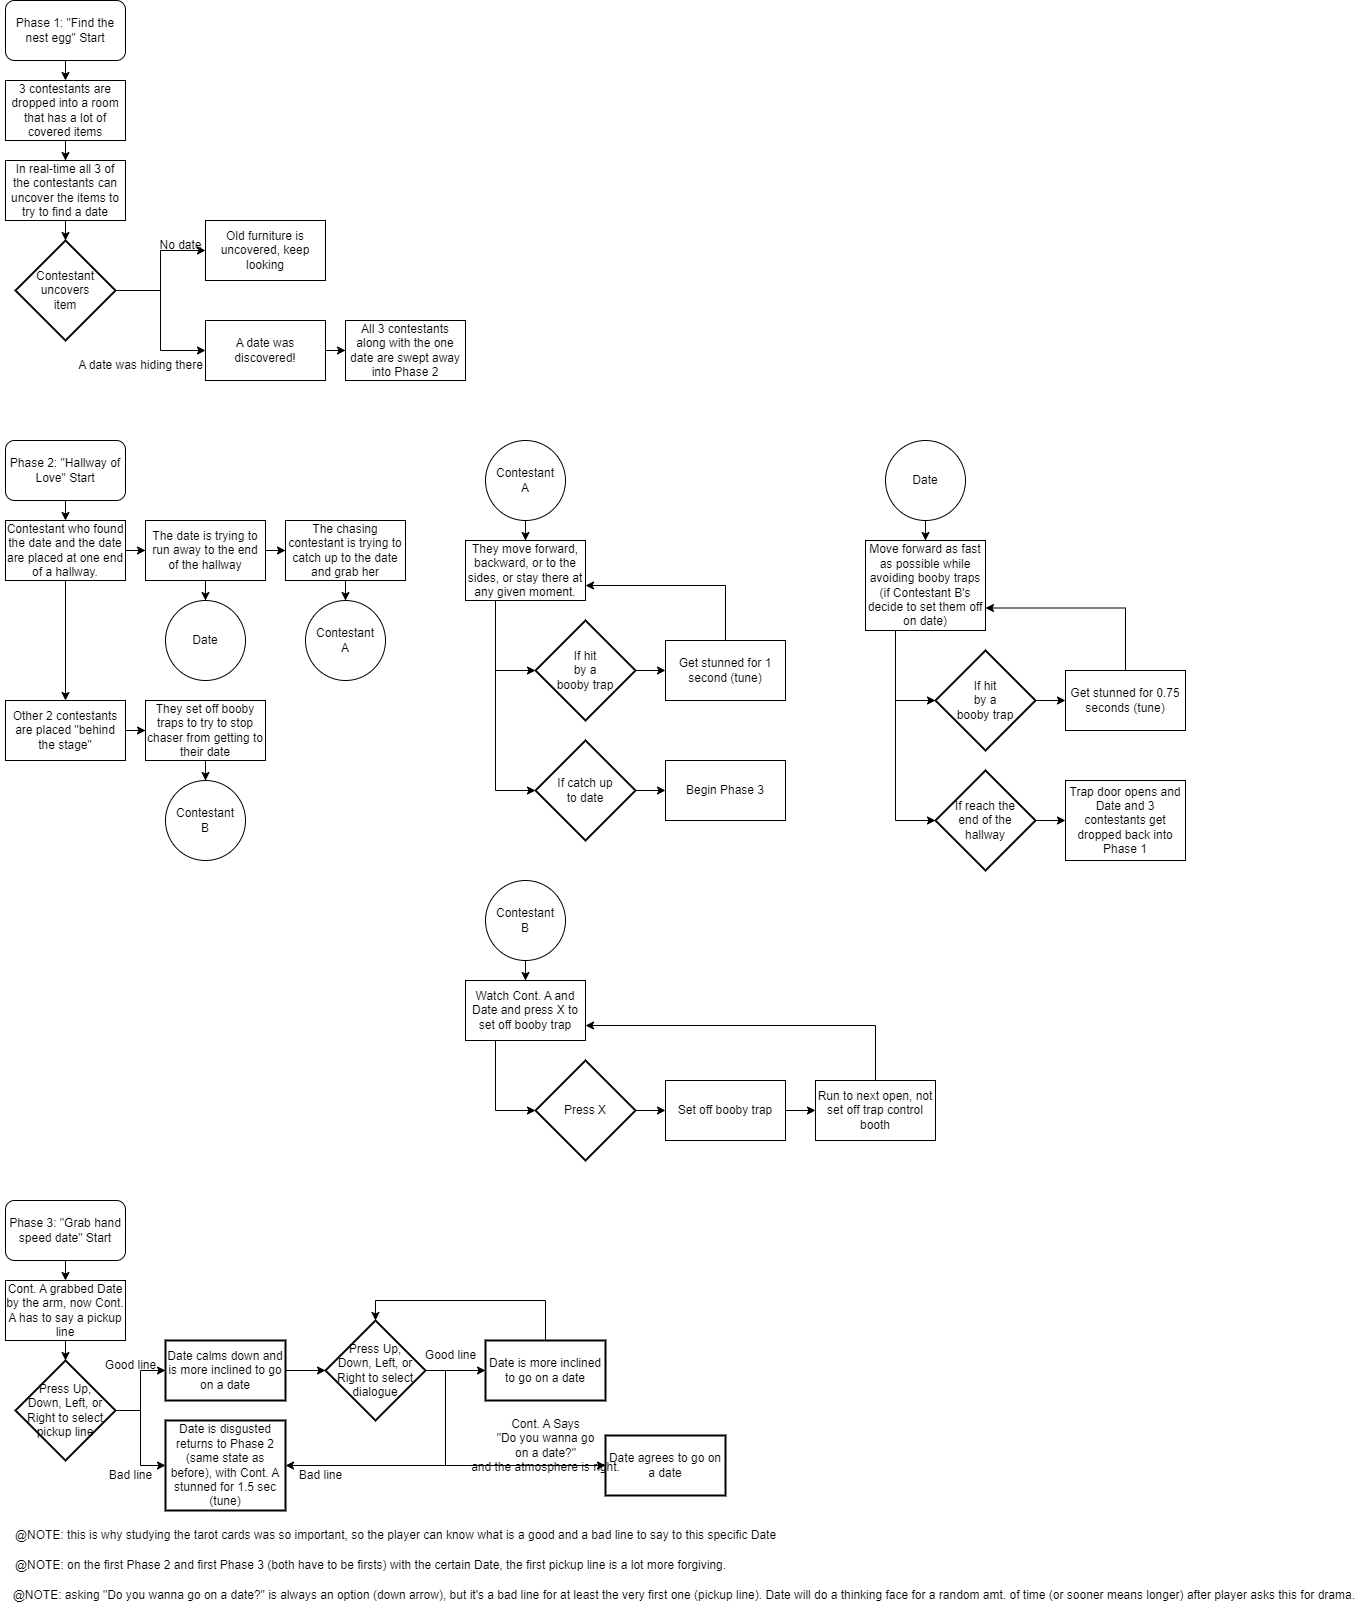 Phase 1: "Find the
nest egg" Start
3 contestants are
dropped into a room
that has a lot of
covered items
In real-time all 3 of
the contestants can
uncover the items to
try to find a date
Contestant
uncovers
item
No date
Old furniture is
uncovered, keep
looking
A date was hiding there
A date was
discovered!
All 3 contestants
along with the one
date are swept away
into Phase 2
Phase 2: "Hallway of
Love" Start
Contestant who found
the date and the date
are placed at one end
of a hallway.
The date is trying to
run away to the end
of the hallway
The chasing
contestant is trying to
catch up to the date
and grab her
Date
Contestant
A
Other 2 contestants
are placed "behind
the stage"
They set off booby
traps to try to stop
chaser from getting to
their date
Contestant
B
Contestant
A
They move forward,
backward, or to the
sides, or stay there at
any given moment.
If hit
by a
booby trap
Get stunned for 1
second (tune)
If catch up
to date
Begin Phase 3
Date
Move forward as fast
as possible while
avoiding booby traps
(if Contestant B's
decide to set them off
on date)
If hit
by a
booby trap
Get stunned for 0.75
seconds (tune)
If reach the
end of the
hallway
Trap door opens and
Date and 3
contestants get
dropped back into
Phase 1
Contestant
B
Watch Cont. A and
Date and press X to
set off booby trap
Press X
Set off booby trap
Run to next open, not
set off trap control
booth
Phase 3: "Grab hand
speed date" Start
Cont. A grabbed Date
by the arm, now Cont.
A has to say a pickup
line
Press Up,
Down, Left, or
Right to select
pickup line
Good line
Date calms down and
is more inclined to go
on a date
Bad line
Date is disgusted
returns to Phase 2
(same state as
before), with Cont. A
stunned for 1.5 sec
(tune)
Press Up,
Down, Left, or
Right to select
dialogue
Good line
Date is more inclined
to go on a date
Bad line
Cont. A Says
"Do you wanna go
on a date?"
and the atmosphere is right.
Date agrees to go on
a date
@NOTE: this is why studying the tarot cards was so important, so the player can know what is a good and a bad line to say to this specific Date
@NOTE: on the first Phase 2 and first Phase 3 (both have to be firsts) with the certain Date, the first pickup line is a lot more forgiving.
@NOTE: asking "Do you wanna go on a date?" is always an option (down arrow), but it's a bad line for at least the very first one (pickup line). Date will do a thinking face for a random amt. of time (or sooner means longer) after player asks this for drama.